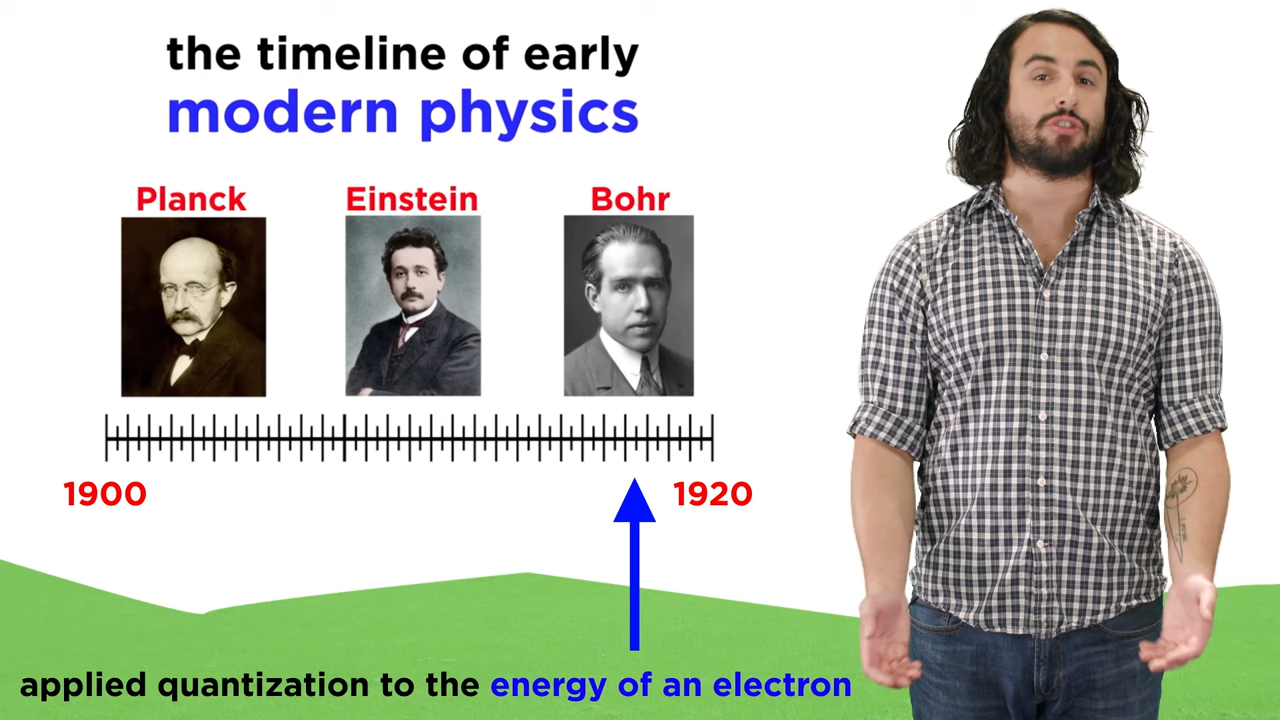 the timeline of early
modern physics
Planck
Einstein
Bohr
1900
1920
applied quantization to the energy of an electron